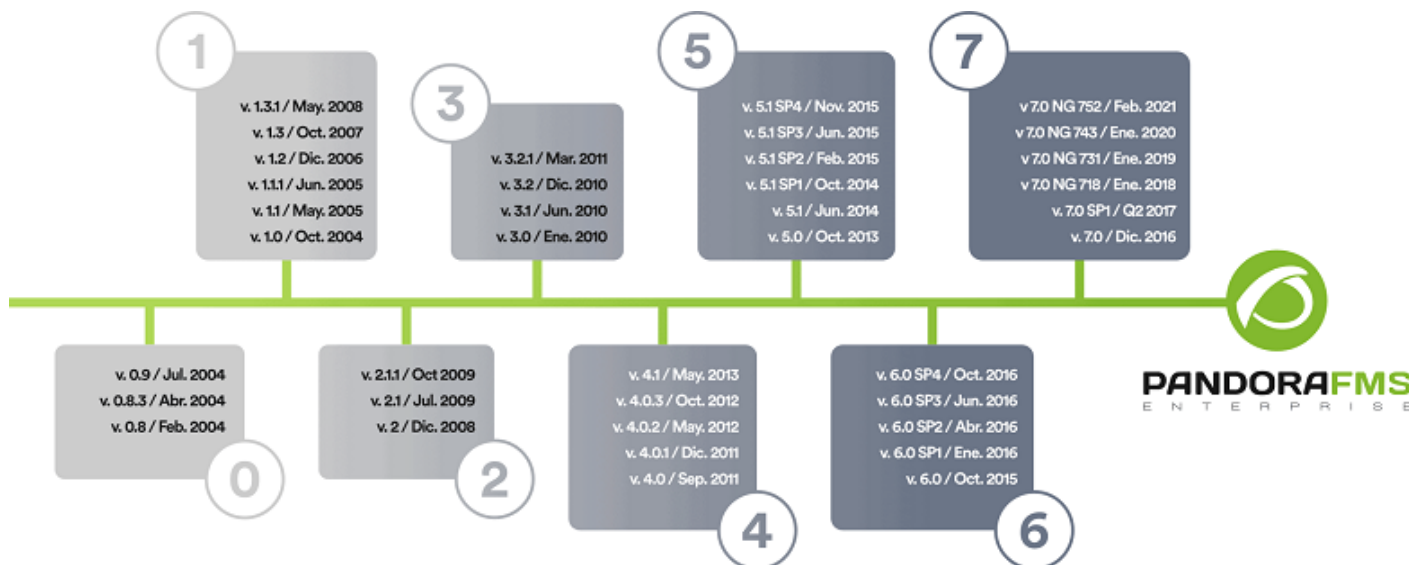 1
v. 1.3.1 / May. 2008
v. 1.3 / Oct. 2007
v. 1.2 / Dic. 2006
v. 1.1.1 / Jun. 2005
v. 1.1 / May. 2005
v. 1.0 / Oct. 2004
3
v. 3.2.1 / Mar. 2011
v. 3.2 / Dic. 2010
v. 3.1 / Jun. 2010
v. 3.0 / Ene. 2010
5
v. 5.1 SP4 / Nov. 2015
v. 5.1 SP3 / Jun. 2015
v. 5.1 SP2 / Feb. 2015
v. 5.1 SP1 / Oct. 2014
v. 5.1 / Jun. 2014
v. 5.0 / Oct. 2013
7
v 7.0 NG 752 / Feb. 2021
v 7.0 NG 743 / Ene. 2020
v 7.0 NG 731 / Ene. 2019
v 7.0 NG 718 / Ene. 2018
v. 7.0 SP1 / Q2 2017
v. 7.0 / Dic. 2016
v. 0.9 / Jul. 2004
v. 0.8.3 / Abr. 2004
v. 0.8 / Feb. 2004
0
v. 2.1.1 / Oct 2009
v. 2.1 / Jul. 2009
v. 2 / Dic. 2008
2
v. 4.1 / May. 2013
v. 4.0.3 / Oct. 2012
v. 4.0.2 / May. 2012
v. 4.0.1 / Dic. 2011
v. 4.0 / Sep. 2011
4
v. 6.0 SP4 / Oct. 2016
v. 6.0 SP3 / Jun. 2016
v. 6.0 SP2 / Abr. 2016
v. 6.0 SP1 / Ene. 2016
v. 6.0 / Oct. 2015
6
PANDORAFMS
ENTERPRISE